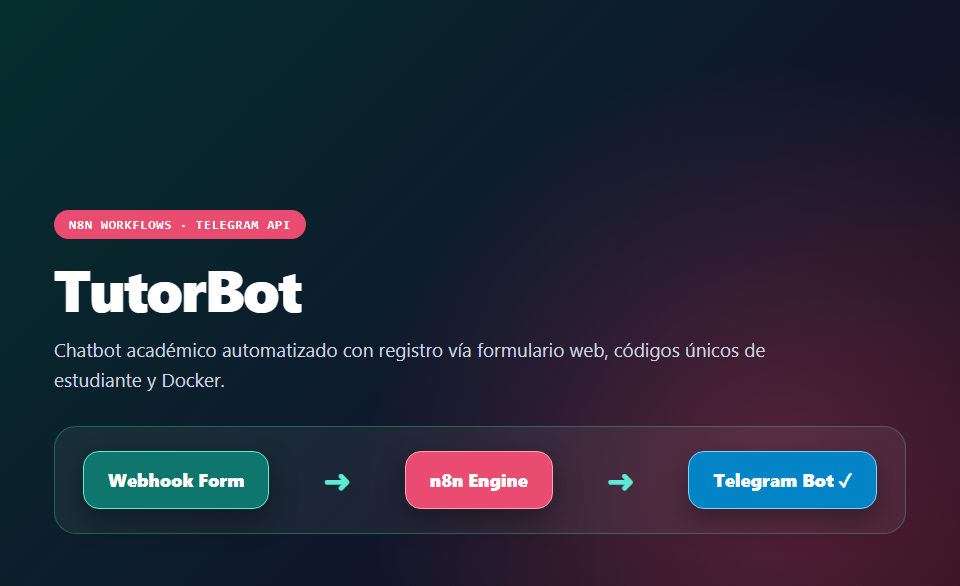 N8N WORKFLOWS · TELEGRAM API
TutorBot
Chatbot académico automatizado con registro vía formulario web, códigos únicos de
estudiante y Docker.
Webhook Form ➜ n8n Engine ➜ Telegram Bot ✓